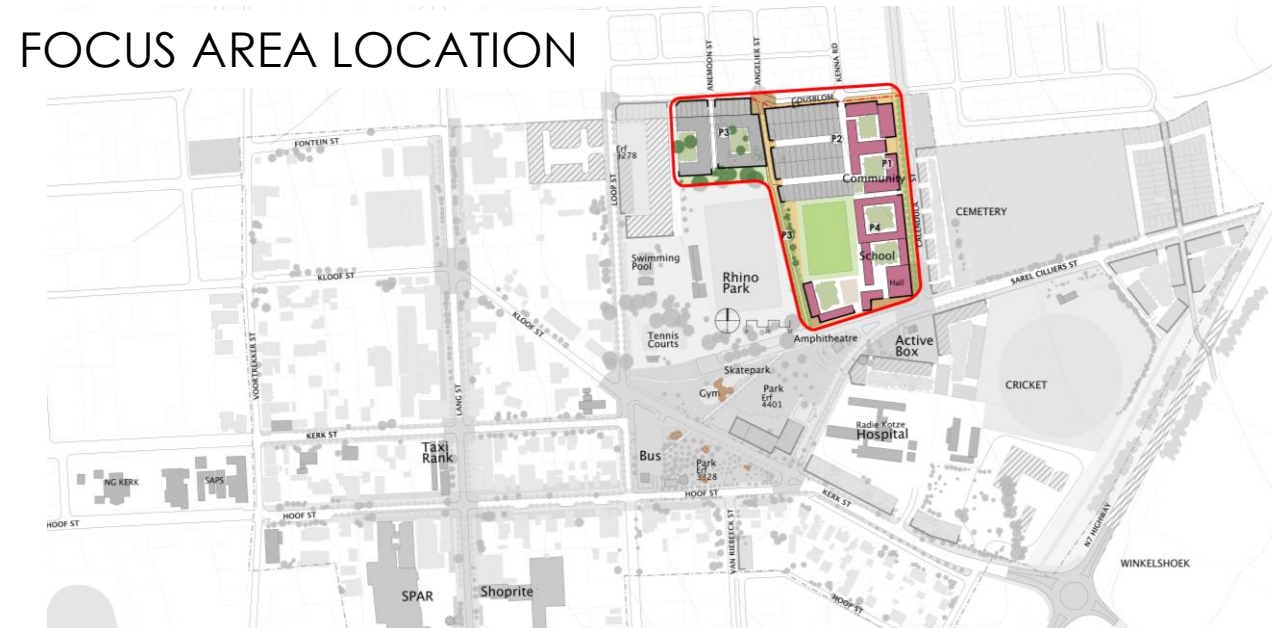 FOCUS AREA LOCATION
ANEMOON ST
ANGELIER ST
KENNA RD
GOUSBLOM
FONTEIN ST
Erf
3278
LOOP ST
P3
P2
P1
Community
CALENDULA ST
CEMETERY
P3
P4
School
Hall
SAREL CILLIERS ST
KLOOF ST
Swimming
Pool
Rhino
Park
KLOOF ST
Tennis
Courts
Amphitheatre
Active
Box
VOORTREKKER ST
LANG ST
Skatepark
Gym
Park
Erf
4401
CRICKET
KERK ST
Taxi
Rank
Radie Kotze
Hospital
Bus
Park
Erf
3128
NG KERK
SAPS
HOOF ST
HOOF ST
HOOF ST
KERK ST
VAN RIEBEECK ST
N7 HIGHWAY
WINKELSHOEK
SPAR
Shoprite
HOOP ST